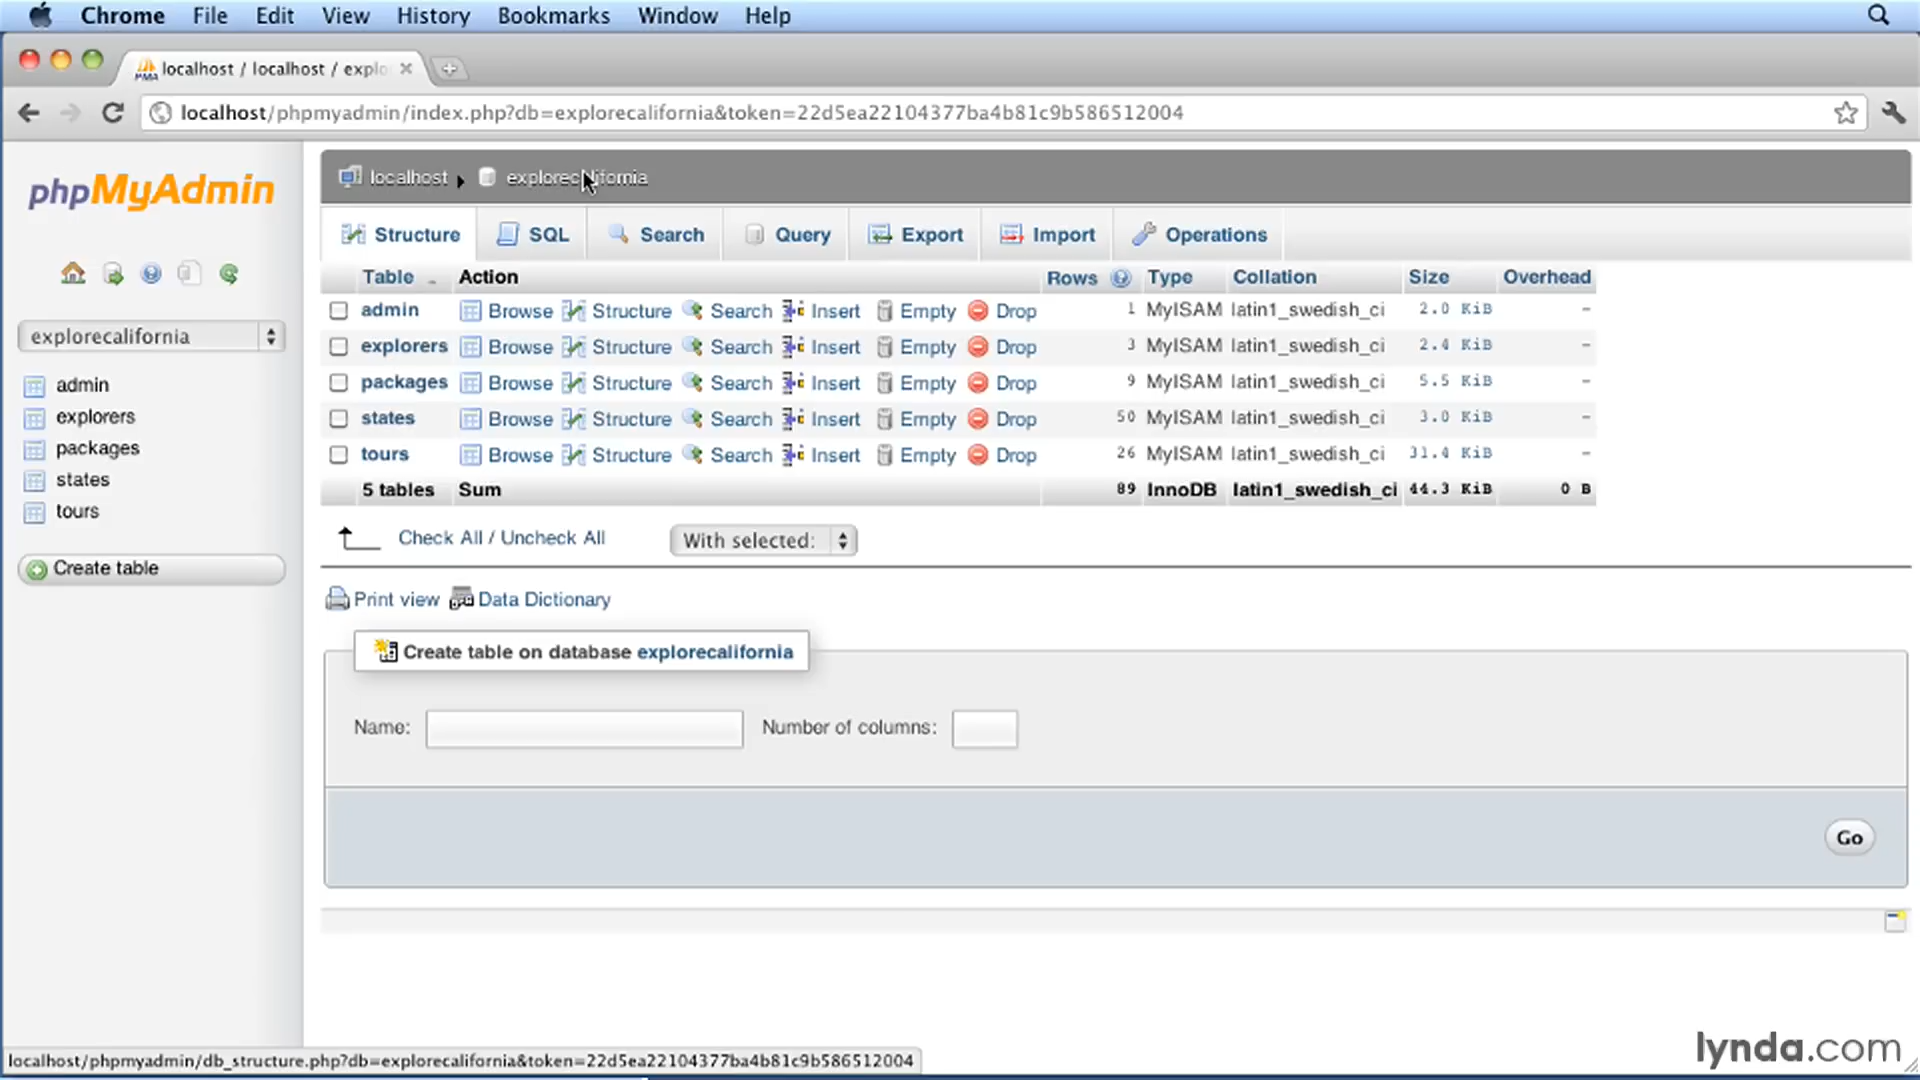 Chrome File Edit View History Bookmarks Window Help
localhost / localhost / explo
localhost/phpmyadmin/index.php?db=explorecalifornia&token=22d5ea22104377ba4b81c9b586512004
phpMyAdmin
localhost explorecalifornia
Structure SQL Search Query Export Import Operations
explorecalifornia
admin
explorers
packages
states
tours
Create table
Table Action Rows Type Collation Size Overhead
admin Browse Structure Search Insert Empty Drop 1 MyISAM latin1_swedish_ci 2.0 KiB -
explorers Browse Structure Search Insert Empty Drop 3 MyISAM latin1_swedish_ci 2.4 KiB -
packages Browse Structure Search Insert Empty Drop 9 MyISAM latin1_swedish_ci 5.5 KiB -
states Browse Structure Search Insert Empty Drop 50 MyISAM latin1_swedish_ci 3.0 KiB -
tours Browse Structure Search Insert Empty Drop 26 MyISAM latin1_swedish_ci 31.4 KiB -
5 tables Sum 89 InnoDB latin1_swedish_ci 44.3 KiB 0 B
Check All / Uncheck All With selected:
Print view Data Dictionary
Create table on database explorecalifornia
Name: Number of columns:
Go
lynda.com
localhost/phpmyadmin/db_structure.php?db=explorecalifornia&token=22d5ea22104377ba4b81c9b586512004